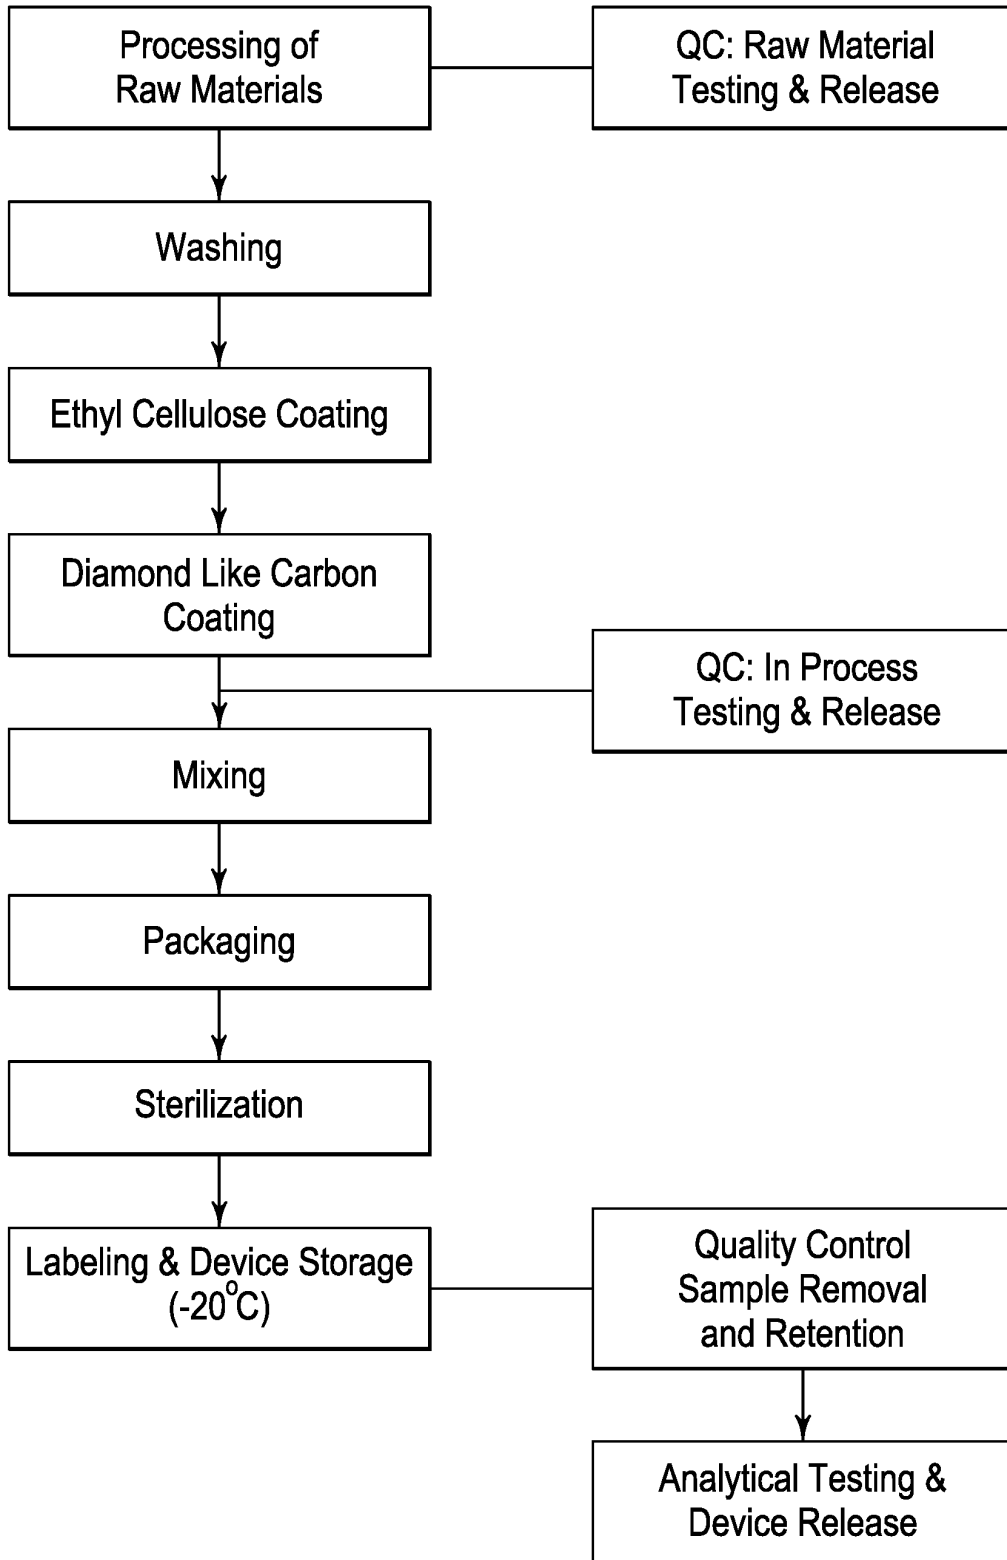 Processing of
Raw Materials
QC: Raw Material
Testing & Release
Washing
Ethyl Cellulose Coating
Diamond Like Carbon
Coating
QC: In Process
Testing & Release
Mixing
Packaging
Sterilization
Labeling & Device Storage
(-20°C)
Quality Control
Sample Removal
and Retention
Analytical Testing &
Device Release